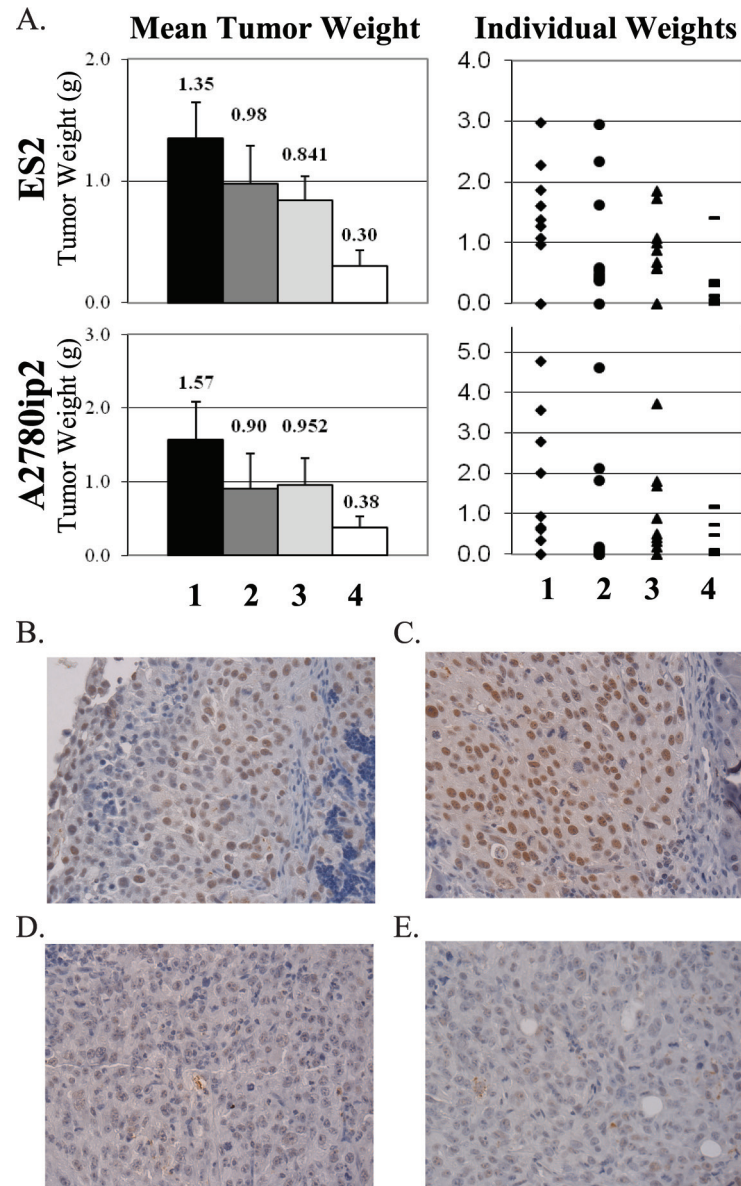 A.
Mean Tumor Weight
Individual Weights
ES2
Tumor Weight (g)
2.0
1.0
0.0
1.35
0.98
0.841
0.30
4.0
3.0
2.0
1.0
0.0
A2780ip2
Tumor Weight (g)
3.0
2.0
1.0
0.0
1.57
0.90
0.952
0.38
5.0
4.0
3.0
2.0
1.0
0.0
1 2 3 4
1 2 3 4
B.
C.
D.
E.